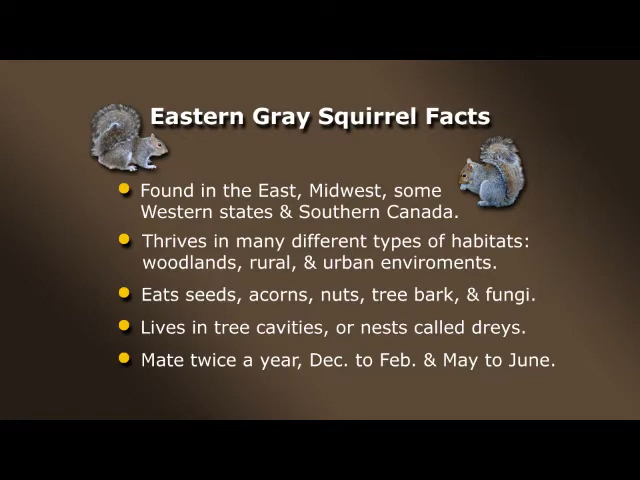 Eastern Gray Squirrel Facts
Found in the East, Midwest, some
Western states & Southern Canada.
Thrives in many different types of habitats:
woodlands, rural, & urban enviroments.
Eats seeds, acorns, nuts, tree bark, & fungi.
Lives in tree cavities, or nests called dreys.
Mate twice a year, Dec. to Feb. & May to June.